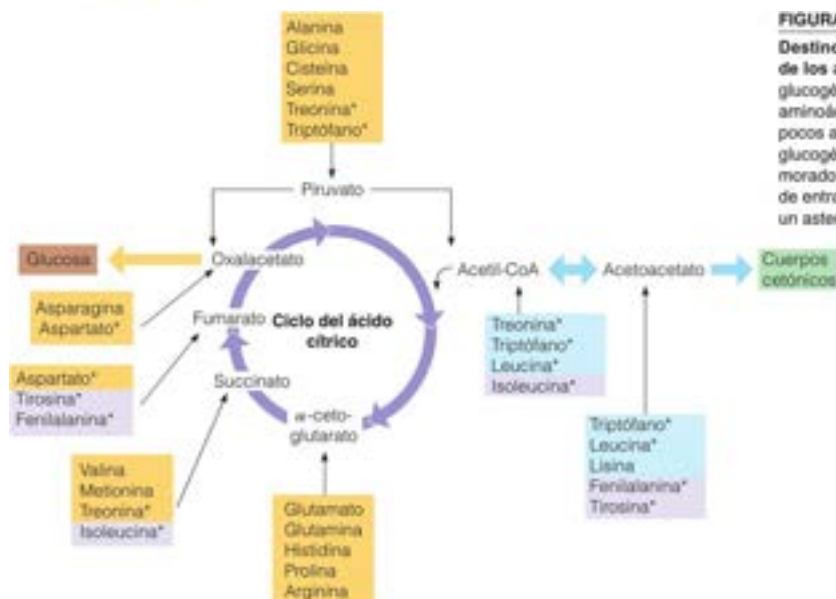 Alanina
Glicina
Cisteína
Serina
Treonina*
Triptófano*
Piruvato
Glucosa
Oxalacetato
Acetil-CoA
Acetoacetato
Cuerpos
cetónicos
Asparagina
Aspartato*
Fumarato
Ciclo del ácido
cítrico
Treonina*
Triptófano*
Leucina*
Isoleucina*
Aspartato*
Tirosina*
Fenilalanina*
Succinato
α-ceto-
glutarato
Valina
Metionina
Treonina*
Isoleucina*
Glutamato
Glutamina
Histidina
Prolina
Arginina
Triptófano*
Leucina*
Lisina
Fenilalanina*
Tirosina*
FIGURA
Destino
de los a
glucogé
aminoác
pocos a
glucogé
morado
de entra
un aste